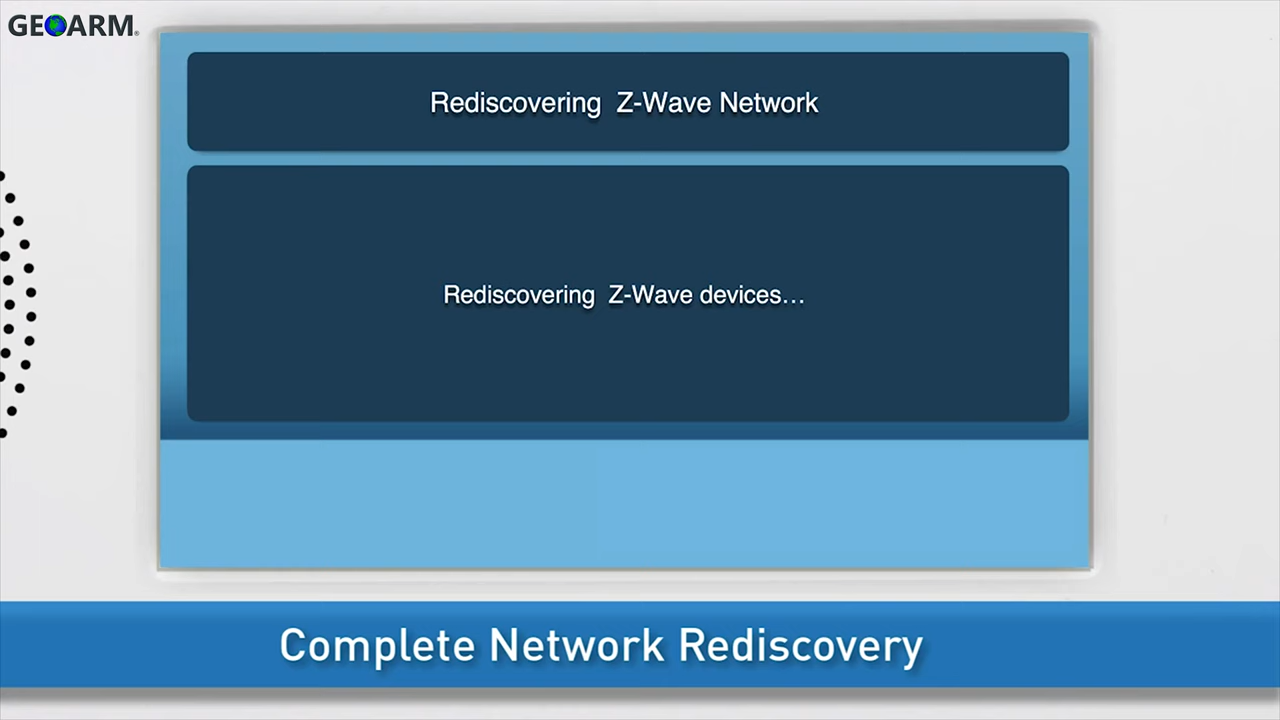 GEOARM®
Rediscovering Z-Wave Network
Rediscovering Z-Wave devices...
Complete Network Rediscovery